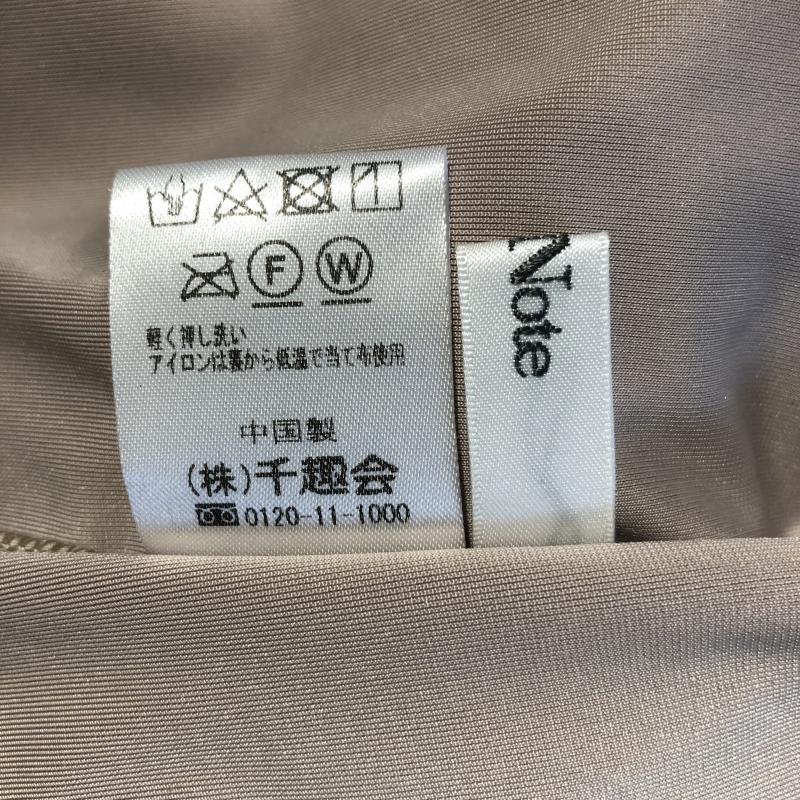 F W
軽く押し洗い
アイロンは裏から低温で当て布使用
中国製
(株)千趣会
0120-11-1000
Note